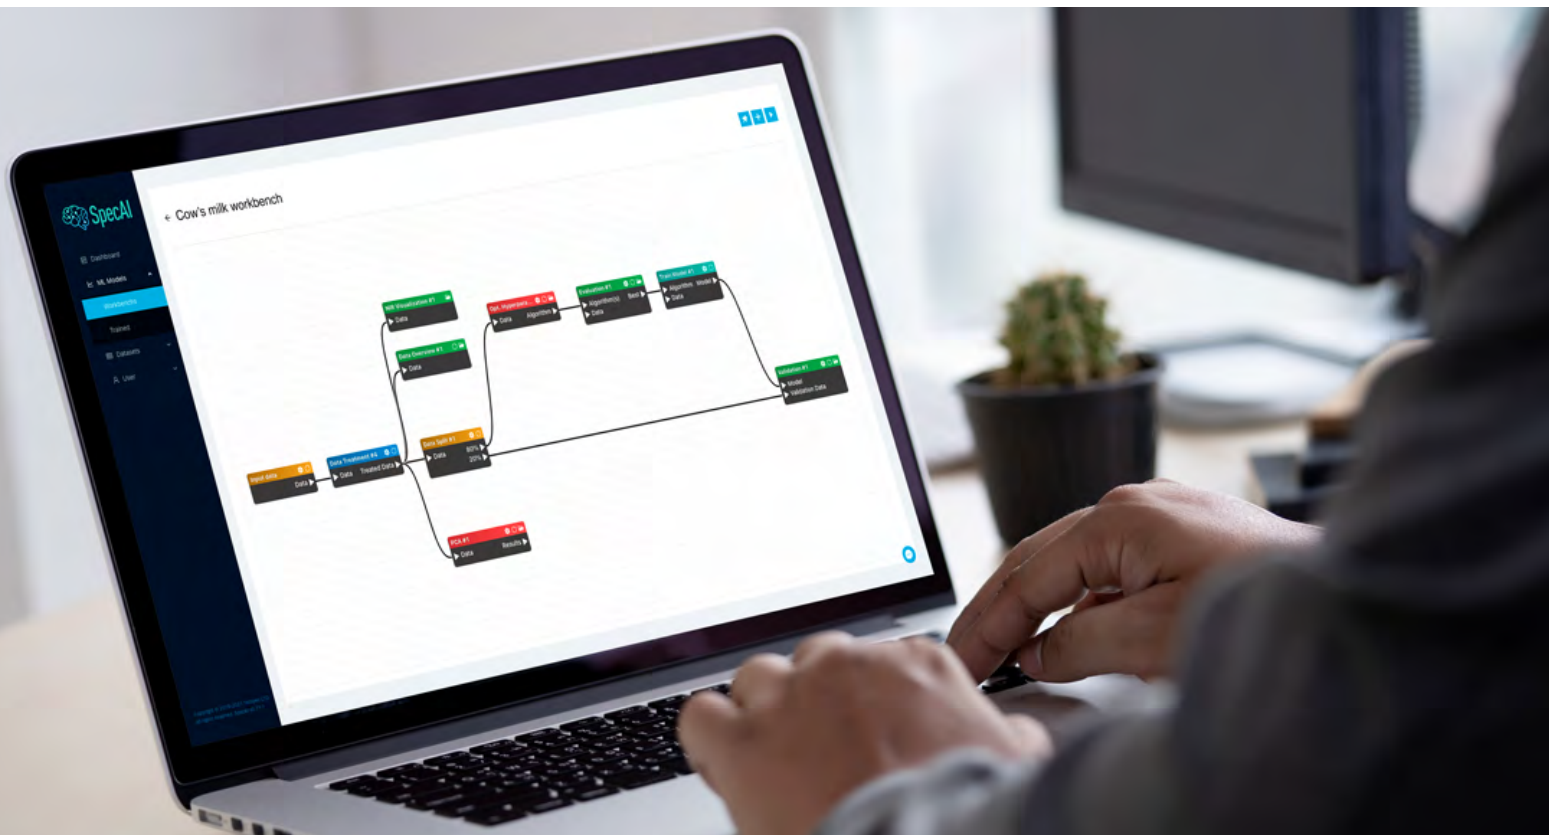 SpecAI
← Cow's milk workbench
Dashboard
ML Models
Workbenchs
Trained
Datasets
User
NIR Visualization #1
Data
Data Overview #1
Data
Opt. Hyperpara...
Data Algorithm
Evaluation #1
Algorithm(s) Best
Data
Train Model #1
Algorithm Model
Data
Validation #1
Model
Validation Data
Input data
Data
Data Treatment #4
Data Treated Data
Data Split #1
Data 80%
20%
PCA #1
Data Results